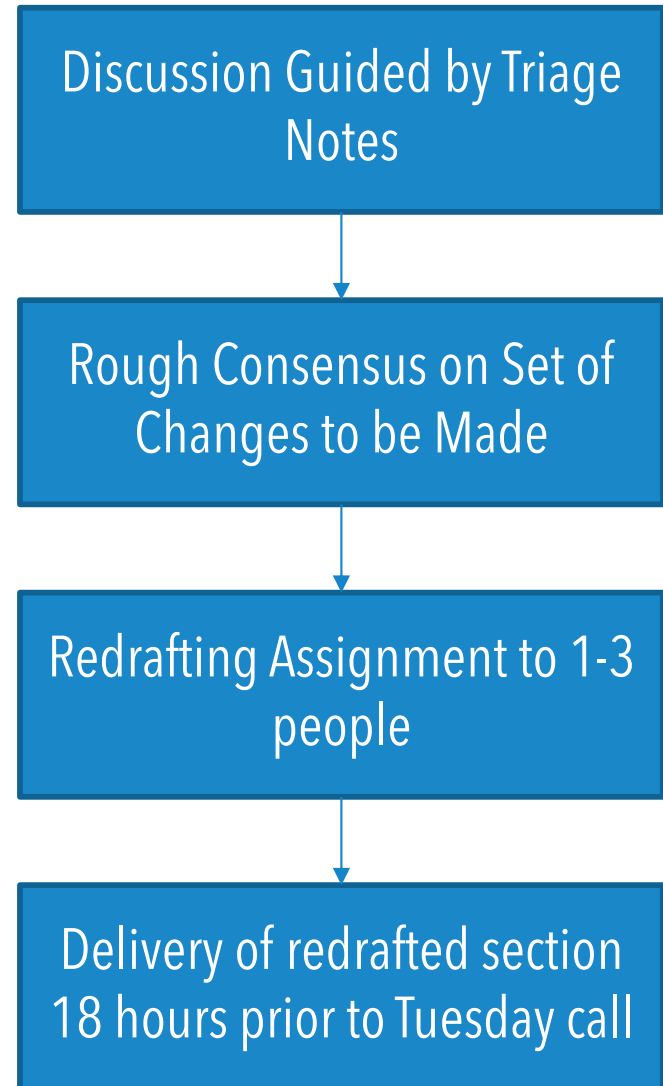 Discussion Guided by Triage
Notes
Rough Consensus on Set of
Changes to be Made
Redrafting Assignment to 1-3
people
Delivery of redrafted section
18 hours prior to Tuesday call